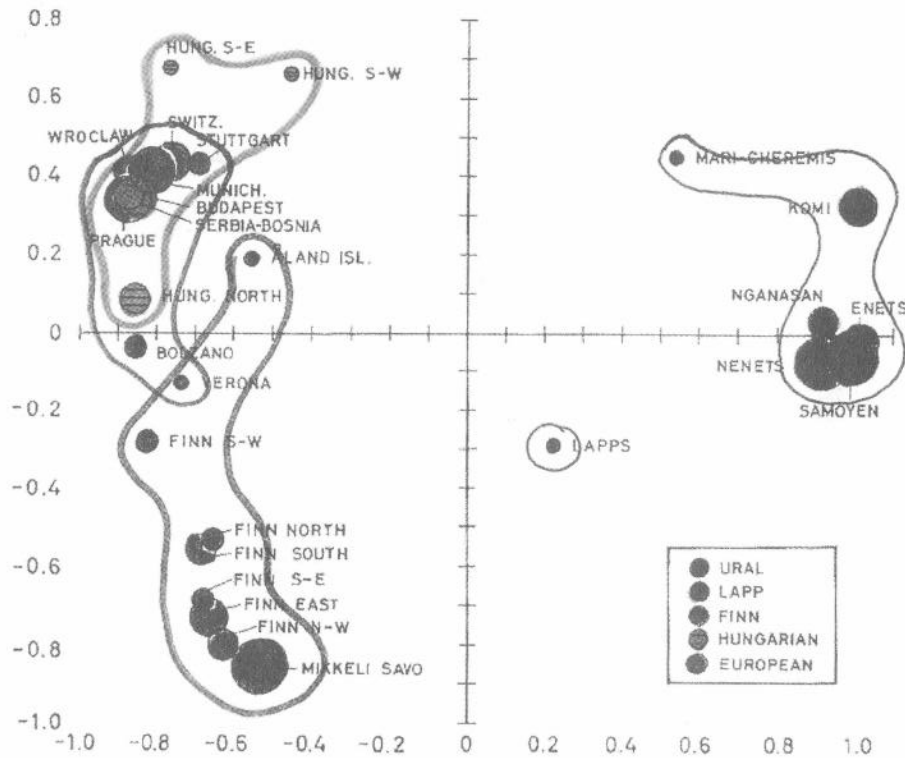 0.8
HUNG. S-E
HUNG. S-W
0.6
WROCLAW
SWITZ.
STUTTGART
MARI-CHEREMIS
0.4
MUNICH.
BUDAPEST
SERBIA-BOSNIA
KOMI
PRAGUE
0.2
ÅLAND ISL.
HUNG. NORTH
NGANASAN
ENETS
0
BOLZANO
NENETS
VERONA
-0.2
SAMOYEN
FINN S-W
LAPPS
-0.4
FINN NORTH
FINN SOUTH
-0.6
FINN S-E
FINN EAST
FINN N-W
-0.8
MIKKELI SAVO
URAL
LAPP
FINN
HUNGARIAN
EUROPEAN
-1.0
-1.0 -0.8 -0.6 -0.4 -0.2 0 0.2 0.4 0.6 0.8 1.0